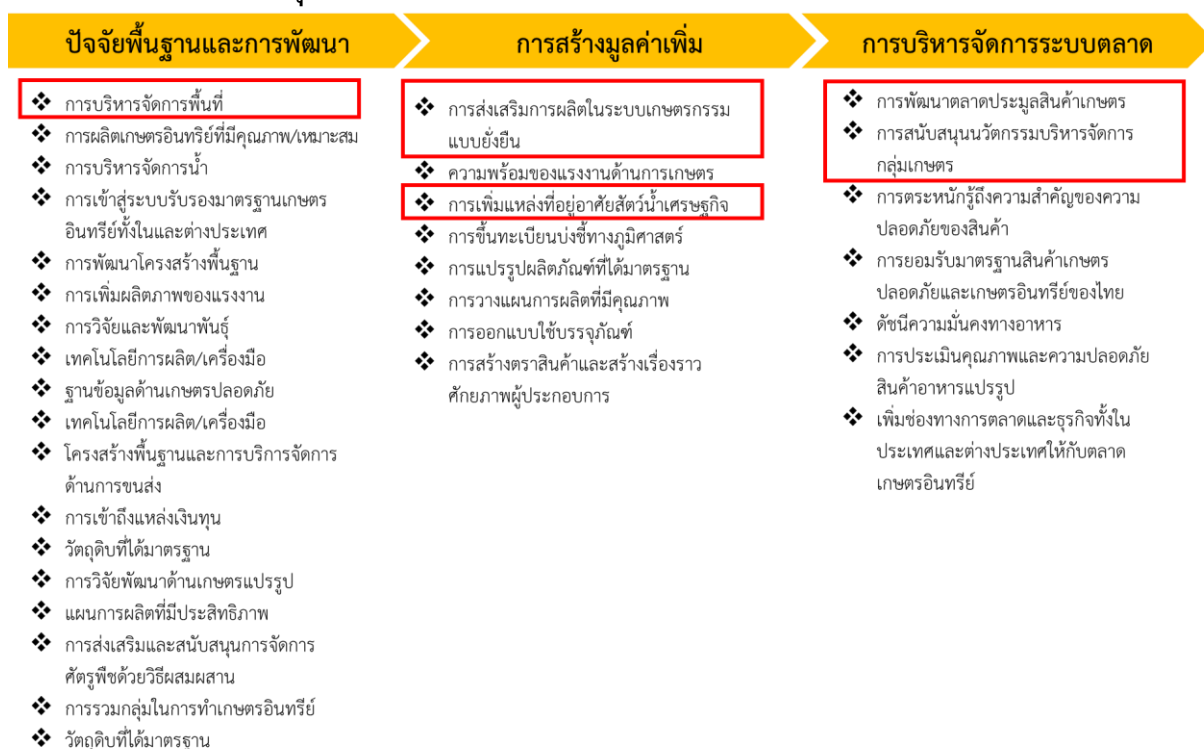 ปัจจัยพื้นฐานและการพัฒนา
❖ การบริหารจัดการพื้นที่
❖ การผลิตเกษตรอินทรีย์ที่มีคุณภาพ/เหมาะสม
❖ การบริหารจัดการน้ำ
❖ การเข้าสู่ระบบรับรองมาตรฐานเกษตร
อินทรีย์ทั้งในและต่างประเทศ
❖ การพัฒนาโครงสร้างพื้นฐาน
❖ การเพิ่มผลิตภาพของแรงงาน
❖ การวิจัยและพัฒนาพันธุ์
❖ เทคโนโลยีการผลิต/เครื่องมือ
❖ ฐานข้อมูลด้านเกษตรปลอดภัย
❖ เทคโนโลยีการผลิต/เครื่องมือ
❖ โครงสร้างพื้นฐานและการบริการจัดการ
ด้านการขนส่ง
❖ การเข้าถึงแหล่งเงินทุน
❖ วัตถุดิบที่ได้มาตรฐาน
❖ การวิจัยพัฒนาด้านเกษตรแปรรูป
❖ แผนการผลิตที่มีประสิทธิภาพ
❖ การส่งเสริมและสนับสนุนการจัดการ
ศัตรูพืชด้วยวิธีผสมผสาน
❖ การรวมกลุ่มในการทำเกษตรอินทรีย์
❖ วัตถุดิบที่ได้มาตรฐาน
การสร้างมูลค่าเพิ่ม
❖ การส่งเสริมการผลิตในระบบเกษตรกรรม
แบบยั่งยืน
❖ ความพร้อมของแรงงานด้านการเกษตร
❖ การเพิ่มแหล่งที่อยู่อาศัยสัตว์น้ำเศรษฐกิจ
❖ การขึ้นทะเบียนบ่งชี้ทางภูมิศาสตร์
❖ การแปรรูปผลิตภัณฑ์ที่ได้มาตรฐาน
❖ การวางแผนการผลิตที่มีคุณภาพ
❖ การออกแบบใช้บรรจุภัณฑ์
❖ การสร้างตราสินค้าและสร้างเรื่องราว
ศักยภาพผู้ประกอบการ
การบริหารจัดการระบบตลาด
❖ การพัฒนาตลาดประมูลสินค้าเกษตร
❖ การสนับสนุนนวัตกรรมบริหารจัดการ
กลุ่มเกษตร
❖ การตระหนักรู้ถึงความสำคัญของความ
ปลอดภัยของสินค้า
❖ การยอมรับมาตรฐานสินค้าเกษตร
ปลอดภัยและเกษตรอินทรีย์ของไทย
❖ ดัชนีความมั่นคงทางอาหาร
❖ การประเมินคุณภาพและความปลอดภัย
สินค้าอาหารแปรรูป
❖ เพิ่มช่องทางการตลาดและธุรกิจทั้งใน
ประเทศและต่างประเทศให้กับตลาด
เกษตรอินทรีย์